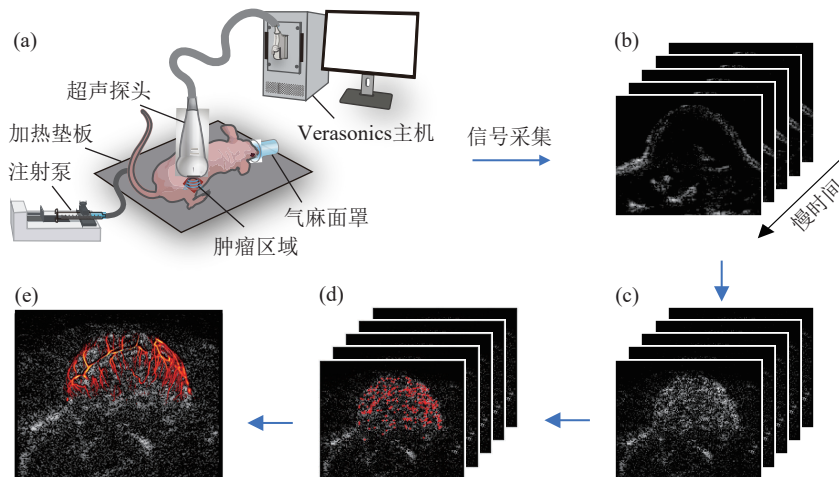 (a)
超声探头
加热垫板
注射泵
Verasonics主机
气麻面罩
肿瘤区域
信号采集
(b)
慢时间
(c)
(d)
(e)